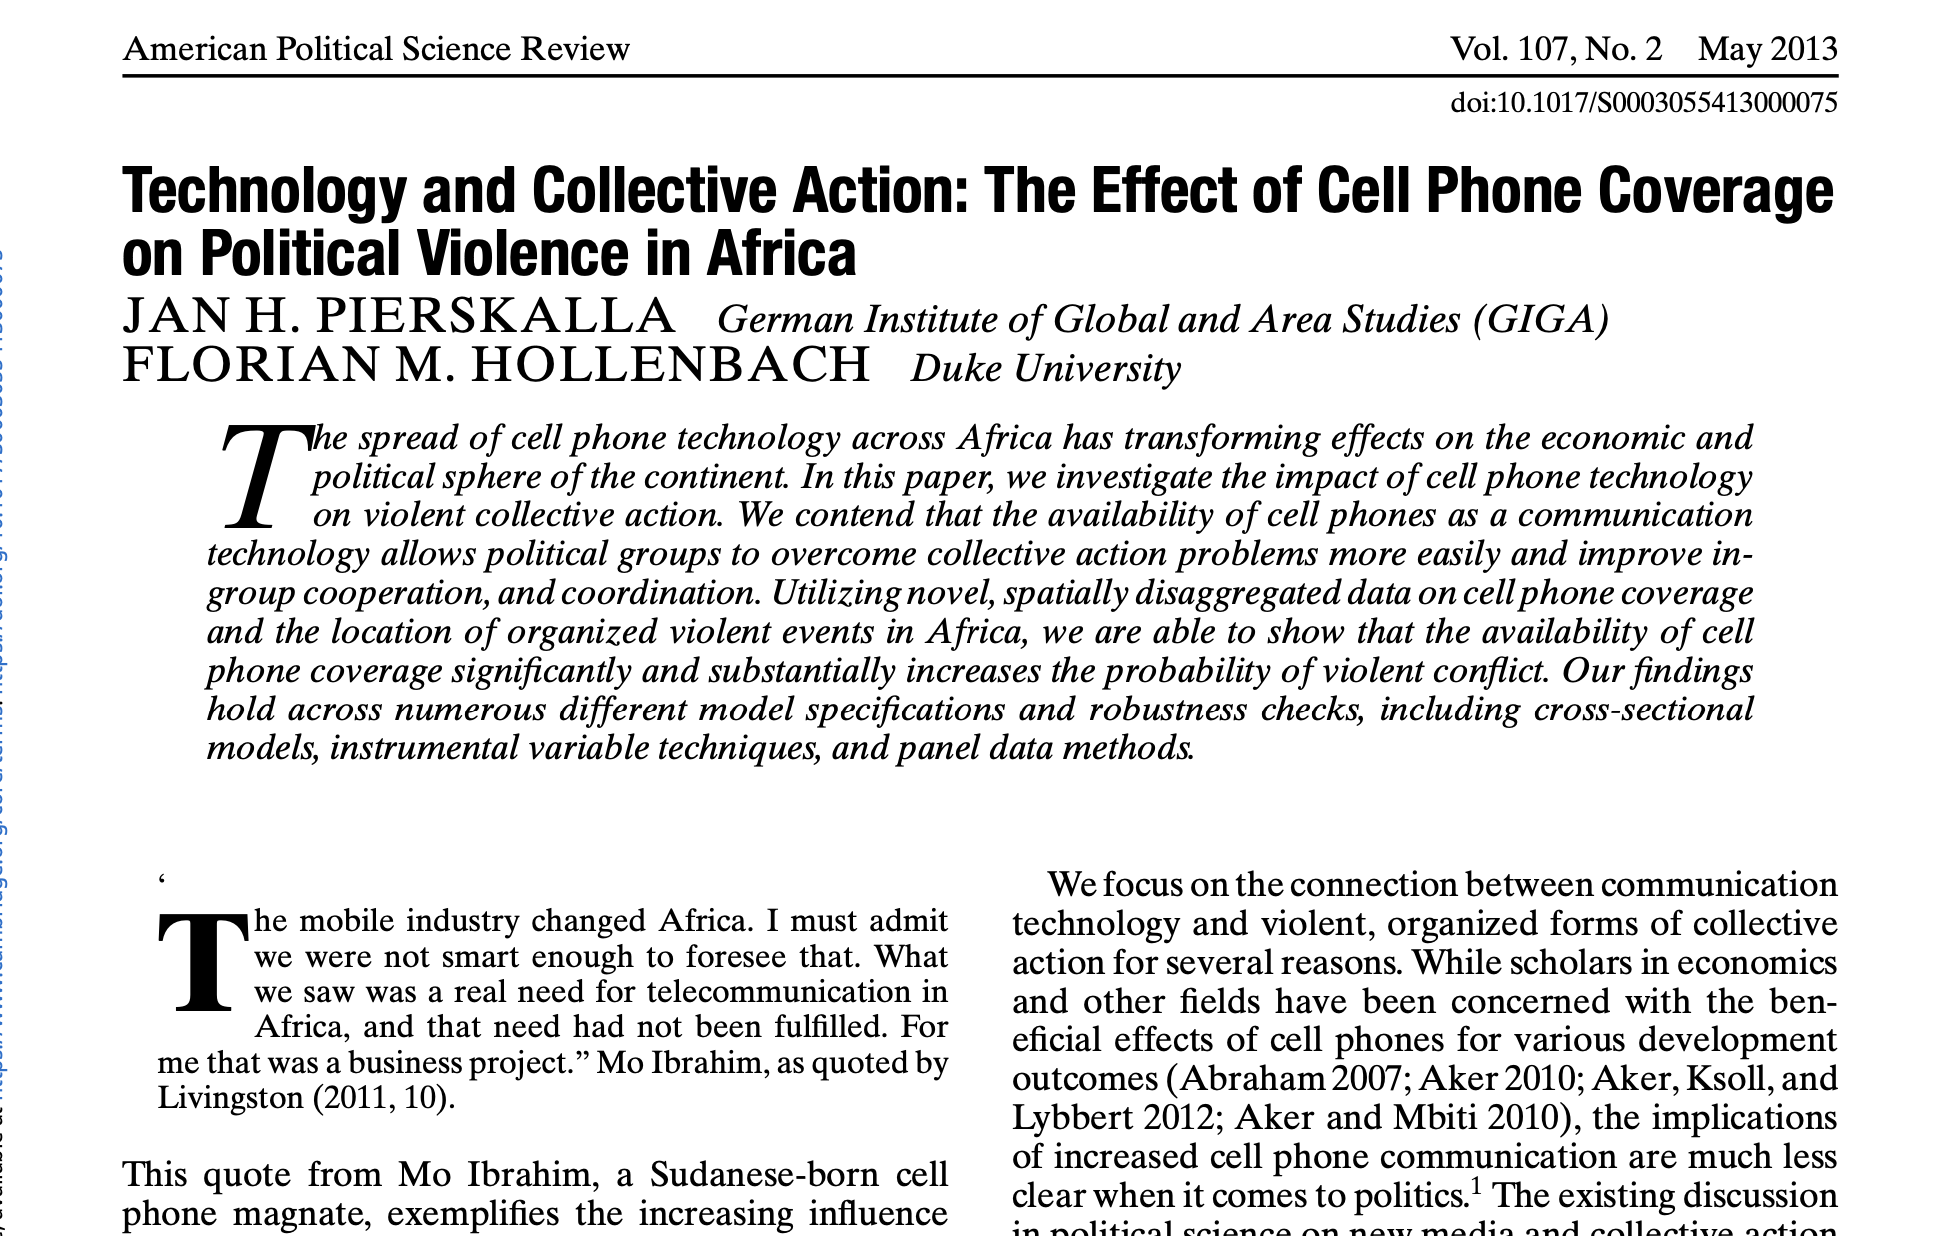 American Political Science Review Vol. 107, No. 2 May 2013
doi:10.1017/S0003055413000075
Technology and Collective Action: The Effect of Cell Phone Coverage
on Political Violence in Africa
JAN H. PIERSKALLA German Institute of Global and Area Studies (GIGA)
FLORIAN M. HOLLENBACH Duke University
The spread of cell phone technology across Africa has transforming effects on the economic and
political sphere of the continent. In this paper, we investigate the impact of cell phone technology
on violent collective action. We contend that the availability of cell phones as a communication
technology allows political groups to overcome collective action problems more easily and improve in-
group cooperation, and coordination. Utilizing novel, spatially disaggregated data on cell phone coverage
and the location of organized violent events in Africa, we are able to show that the availability of cell
phone coverage significantly and substantially increases the probability of violent conflict. Our findings
hold across numerous different model specifications and robustness checks, including cross-sectional
models, instrumental variable techniques, and panel data methods.
‘
The mobile industry changed Africa. I must admit
we were not smart enough to foresee that. What
we saw was a real need for telecommunication in
Africa, and that need had not been fulfilled. For
me that was a business project.” Mo Ibrahim, as quoted by
Livingston (2011, 10).
This quote from Mo Ibrahim, a Sudanese-born cell
phone magnate, exemplifies the increasing influence
We focus on the connection between communication
technology and violent, organized forms of collective
action for several reasons. While scholars in economics
and other fields have been concerned with the ben-
eficial effects of cell phones for various development
outcomes (Abraham 2007; Aker 2010; Aker, Ksoll, and
Lybbert 2012; Aker and Mbiti 2010), the implications
of increased cell phone communication are much less
clear when it comes to politics.1 The existing discussion
in political science on new media and collective action